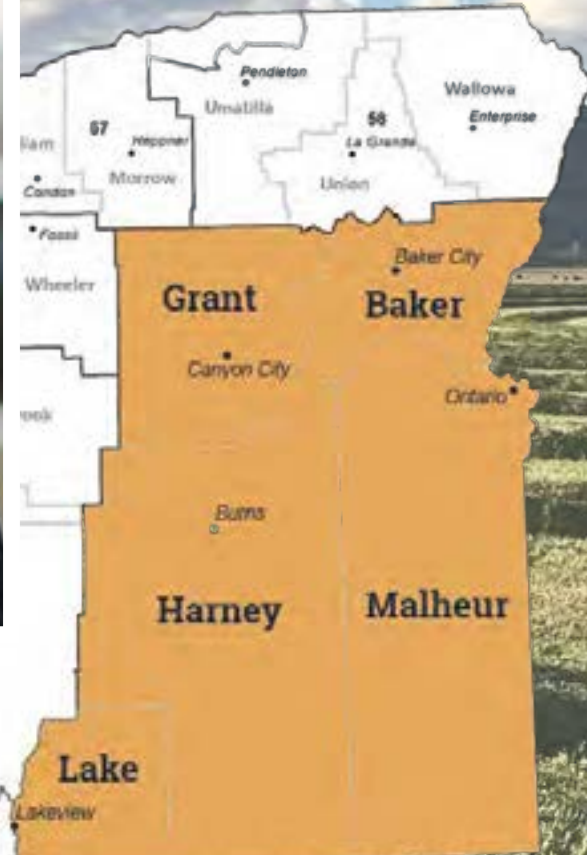 Pendleton
Wallowa
Umatilla
Enterprise
67
58
Heppner
La Grande
Morrow
Union
Condon
Fossil
Wheeler
Baker City
Grant
Baker
Canyon City
Ontario
Burns
Harney
Malheur
Lake
Lakeview